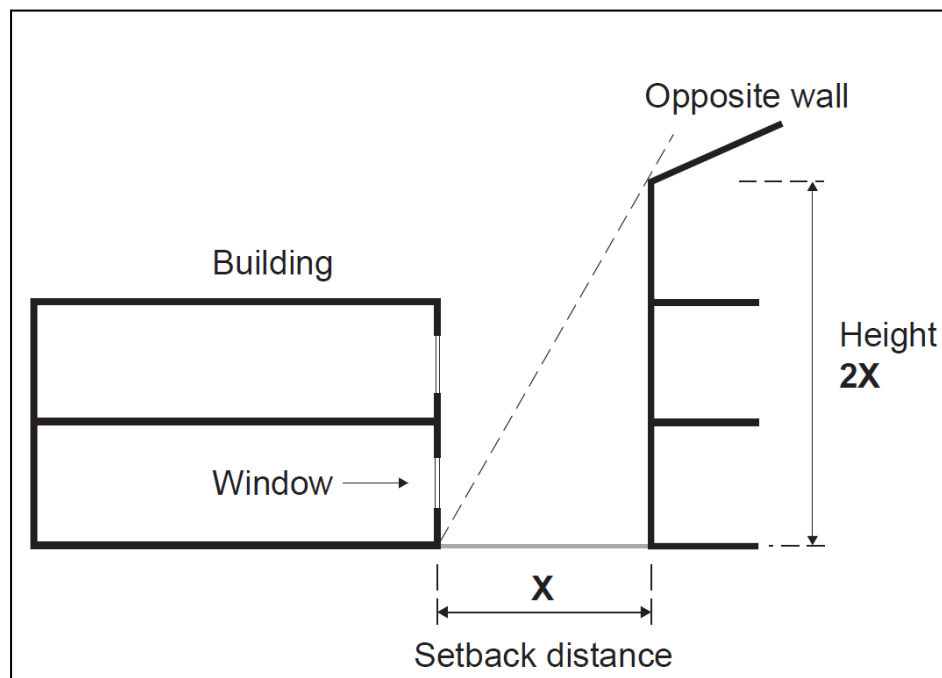 Opposite wall
Building
Height
2X
Window
X
Setback distance